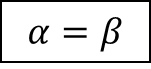 α = β